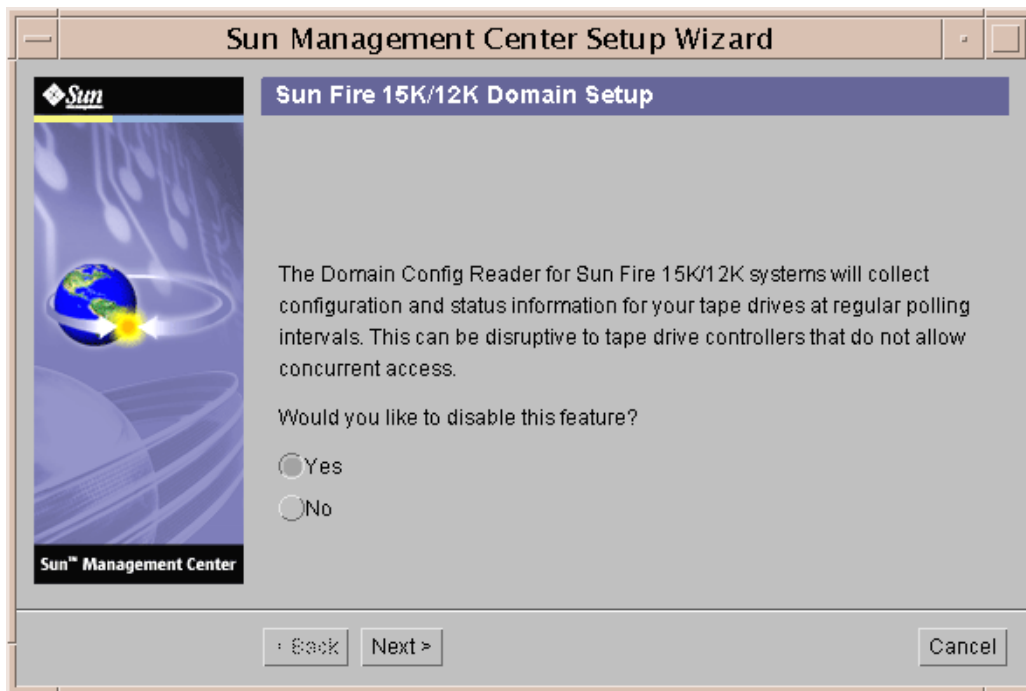 Sun Management Center Setup Wizard
Sun
Sun Fire 15K/12K Domain Setup
The Domain Config Reader for Sun Fire 15K/12K systems will collect
configuration and status information for your tape drives at regular polling
intervals. This can be disruptive to tape drive controllers that do not allow
concurrent access.
Would you like to disable this feature?
Yes
No
Sun™ Management Center
< Back
Next >
Cancel